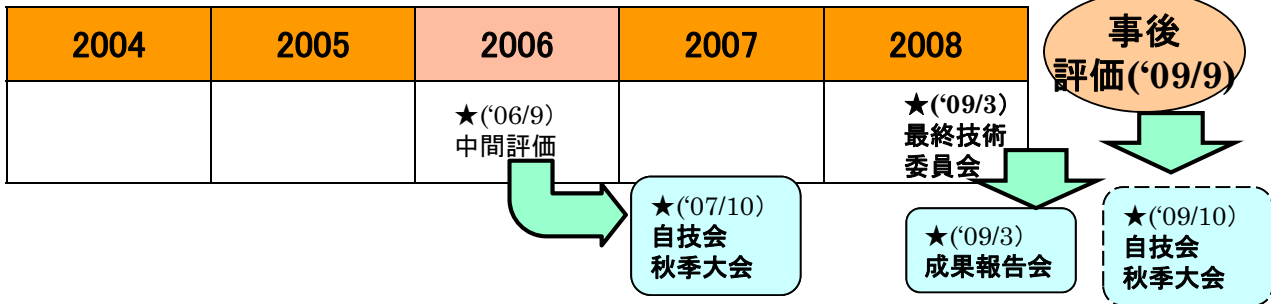 2004
2005
2006
2007
2008
事後
評価(‘09/9)
★(‘06/9)
中間評価
★(‘09/3)
最終技術
委員会
★(‘07/10)
自技会
秋季大会
★(‘09/3)
成果報告会
★(‘09/10)
自技会
秋季大会